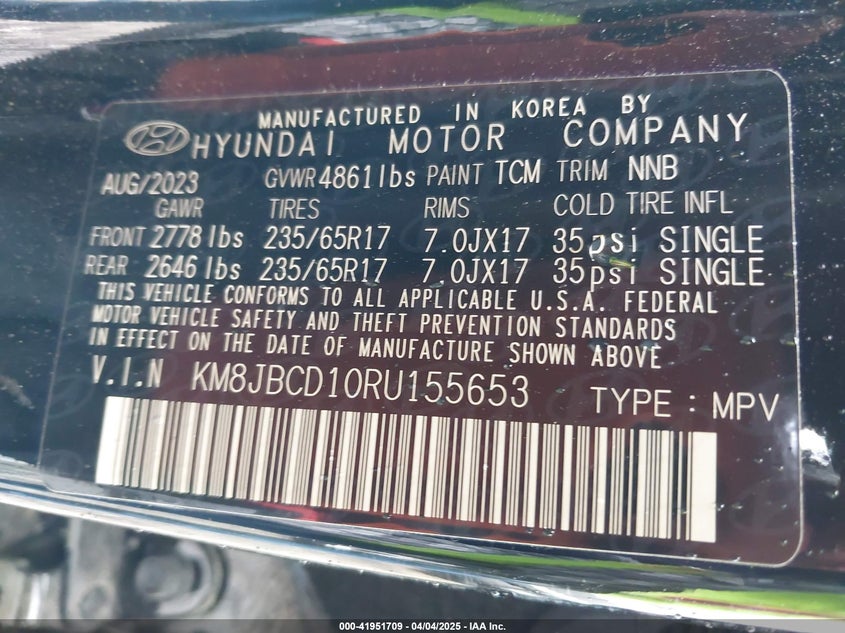 MANUFACTURED IN KOREA BY
HYUNDAI MOTOR COMPANY
AUG/2023 GVWR 4861lbs PAINT TCM TRIM NNB
GAWR TIRES RIMS COLD TIRE INFL
FRONT 2778 lbs 235/65R17 7.0JX17 35psi SINGLE
REAR 2646 lbs 235/65R17 7.0JX17 35psi SINGLE
THIS VEHICLE CONFORMS TO ALL APPLICABLE U.S.A. FEDERAL
MOTOR VEHICLE SAFETY AND THEFT PREVENTION STANDARDS
IN EFFECT ON THE DATE OF MANUFACTURE SHOWN ABOVE
V.I.N KM8JBCD10RU155653 TYPE : MPV
000-41951709 - 04/04/2025 - IAA Inc.